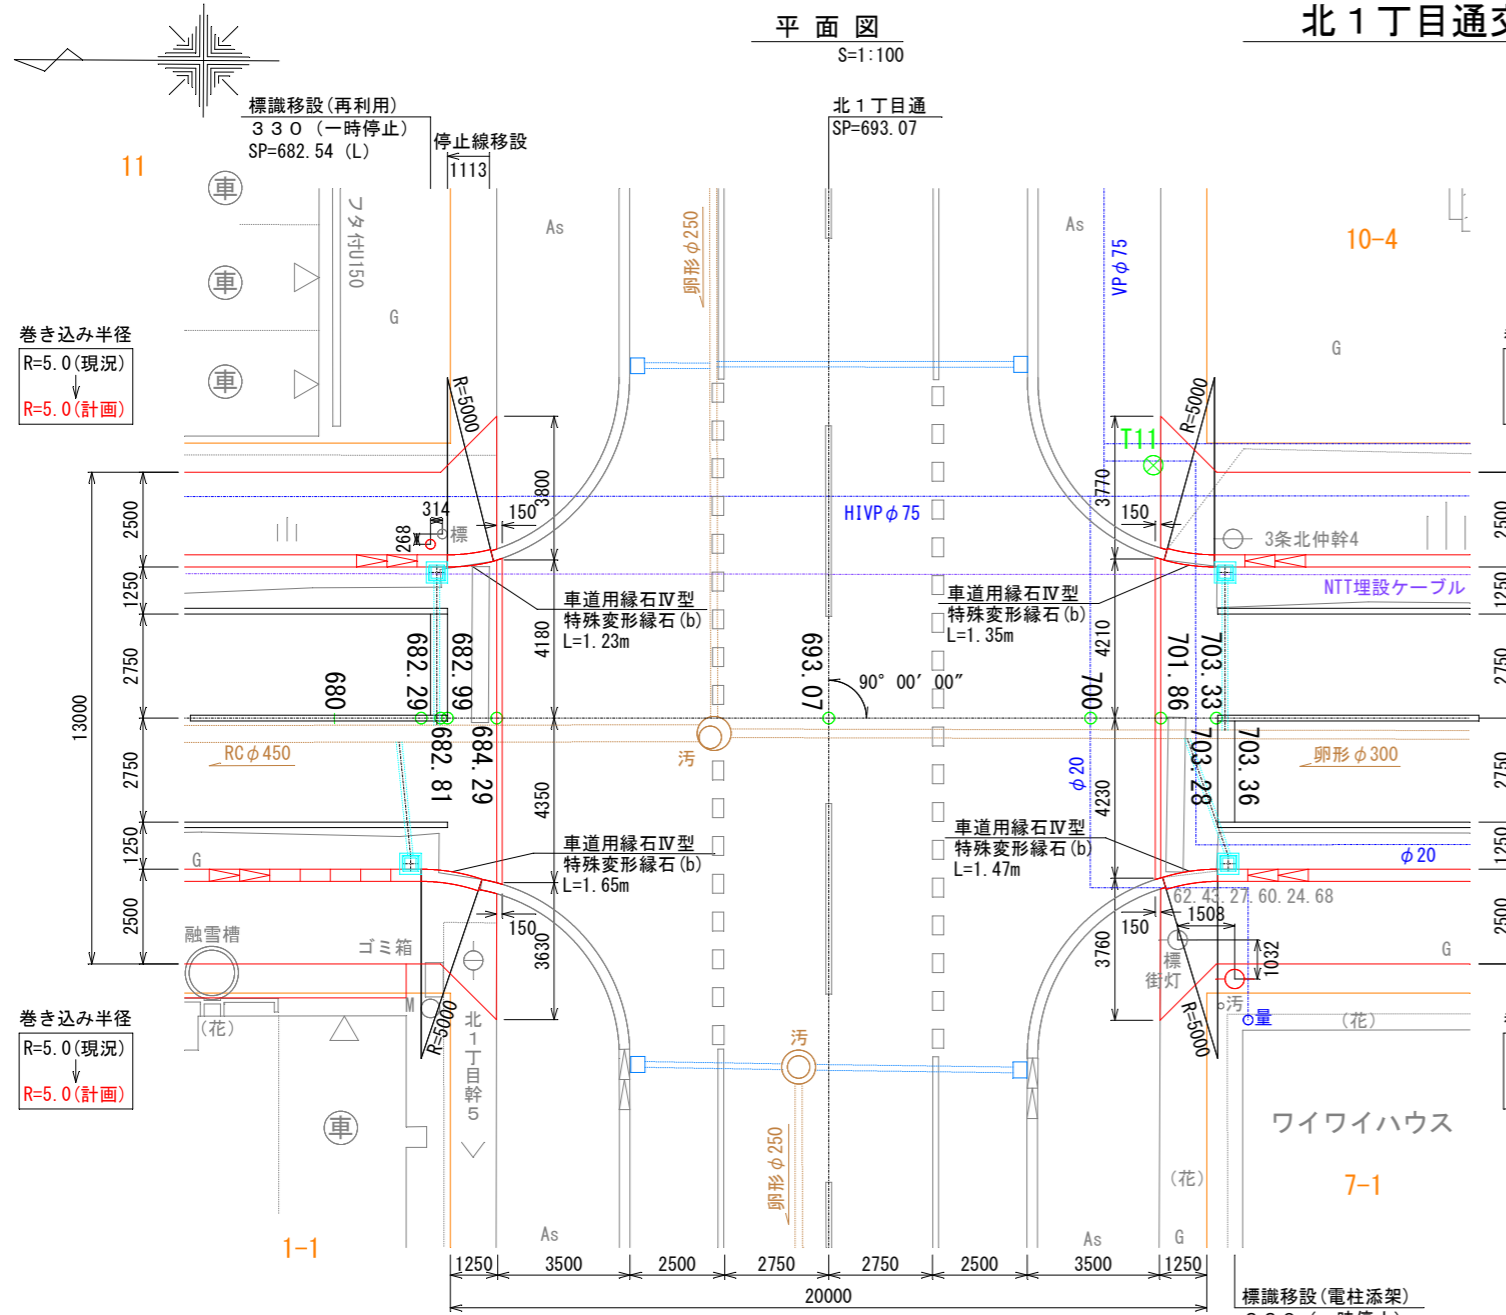 平面図
S=1:100
北１丁目通
標識移設(再利用)
３３０（一時停止）
SP=682.54 (L)
停止線移設
1113
北１丁目通
SP=693.07
11
車
車
車
フタ付U150
G
As
卵形φ250
As
VPφ75
10-4
G
巻き込み半径
R=5.0(現況)
R=5.0(計画)
R=5000
R=5000
T11
3800
3770
150
150
314
268
標
HIVPφ75
3条北仲幹4
NTT埋設ケーブル
13000
2500
1250
2750
2750
1250
2500
2500
1250
2750
2750
1250
2500
車道用縁石Ⅳ型
特殊変形縁石(b)
L=1.23m
車道用縁石Ⅳ型
特殊変形縁石(b)
L=1.35m
4180
4210
680
682.29
682.99
693.07
90° 00′ 00″
700
701.86
703.33
682.81
684.29
703.28
703.36
RCφ450
汚
φ20
卵形φ300
4350
4230
車道用縁石Ⅳ型
特殊変形縁石(b)
L=1.65m
車道用縁石Ⅳ型
特殊変形縁石(b)
L=1.47m
φ20
G
62.43.27.60.24.68
150
150
1508
1032
3630
3760
融雪槽
ゴミ箱
標
街灯
G
M
(花)
R=5000
R=5000
汚
量
(花)
巻き込み半径
R=5.0(現況)
R=5.0(計画)
北１丁目幹５
汚
車
卵形φ250
ワイワイハウス
7-1
(花)
1-1
As
As
G
1250
3500
2500
2750
2750
2500
3500
1250
20000
標識移設(電柱添架)